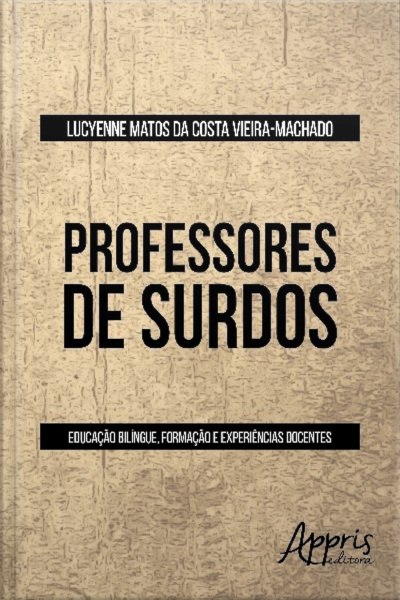 LUCYENNE MATOS DA COSTA VIEIRA-MACHADO
PROFESSORES
DE SURDOS
EDUCAÇÃO BILÍNGUE, FORMAÇÃO E EXPERIÊNCIAS DOCENTES
Appris
editora